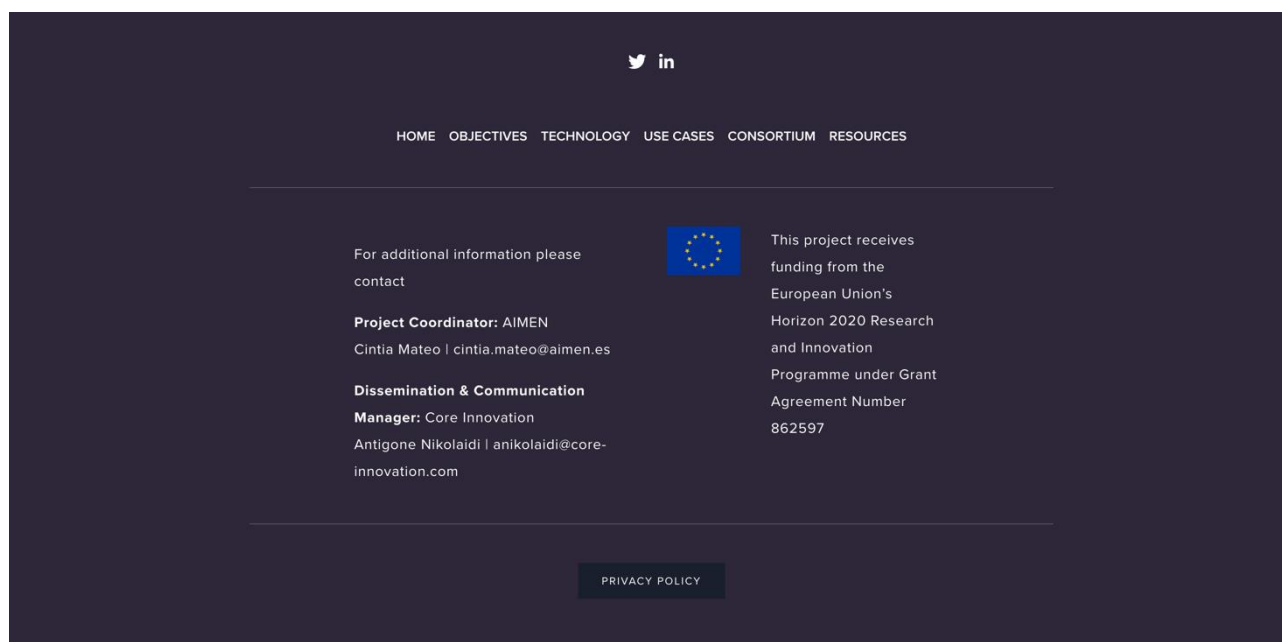 HOME OBJECTIVES TECHNOLOGY USE CASES CONSORTIUM RESOURCES
For additional information please
contact
Project Coordinator: AIMEN
Cintia Mateo | cintia.mateo@aimen.es
Dissemination & Communication
Manager: Core Innovation
Antigone Nikolaidi | anikolaidi@core-
innovation.com
This project receives
funding from the
European Union’s
Horizon 2020 Research
and Innovation
Programme under Grant
Agreement Number
862597
PRIVACY POLICY